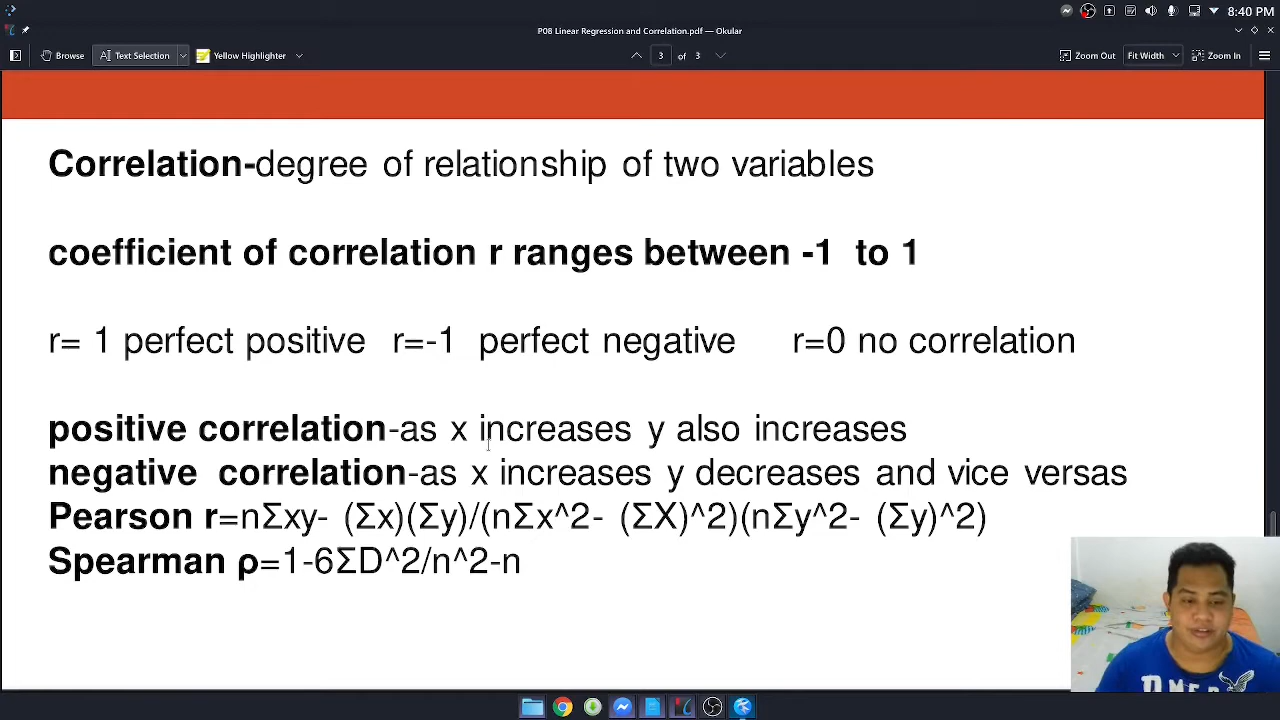 8:40 PM
P08 Linear Regression and Correlation.pdf — Okular
Browse Text Selection Yellow Highlighter 3 of 3 Zoom Out Fit Width Zoom In
Correlation-degree of relationship of two variables
coefficient of correlation r ranges between -1 to 1
r= 1 perfect positive r=-1 perfect negative r=0 no correlation
positive correlation-as x increases y also increases
negative correlation-as x increases y decreases and vice versas
Pearson r=nΣxy- (Σx)(Σy)/(nΣx^2- (ΣX)^2)(nΣy^2- (Σy)^2)
Spearman ρ=1-6ΣD^2/n^2-n